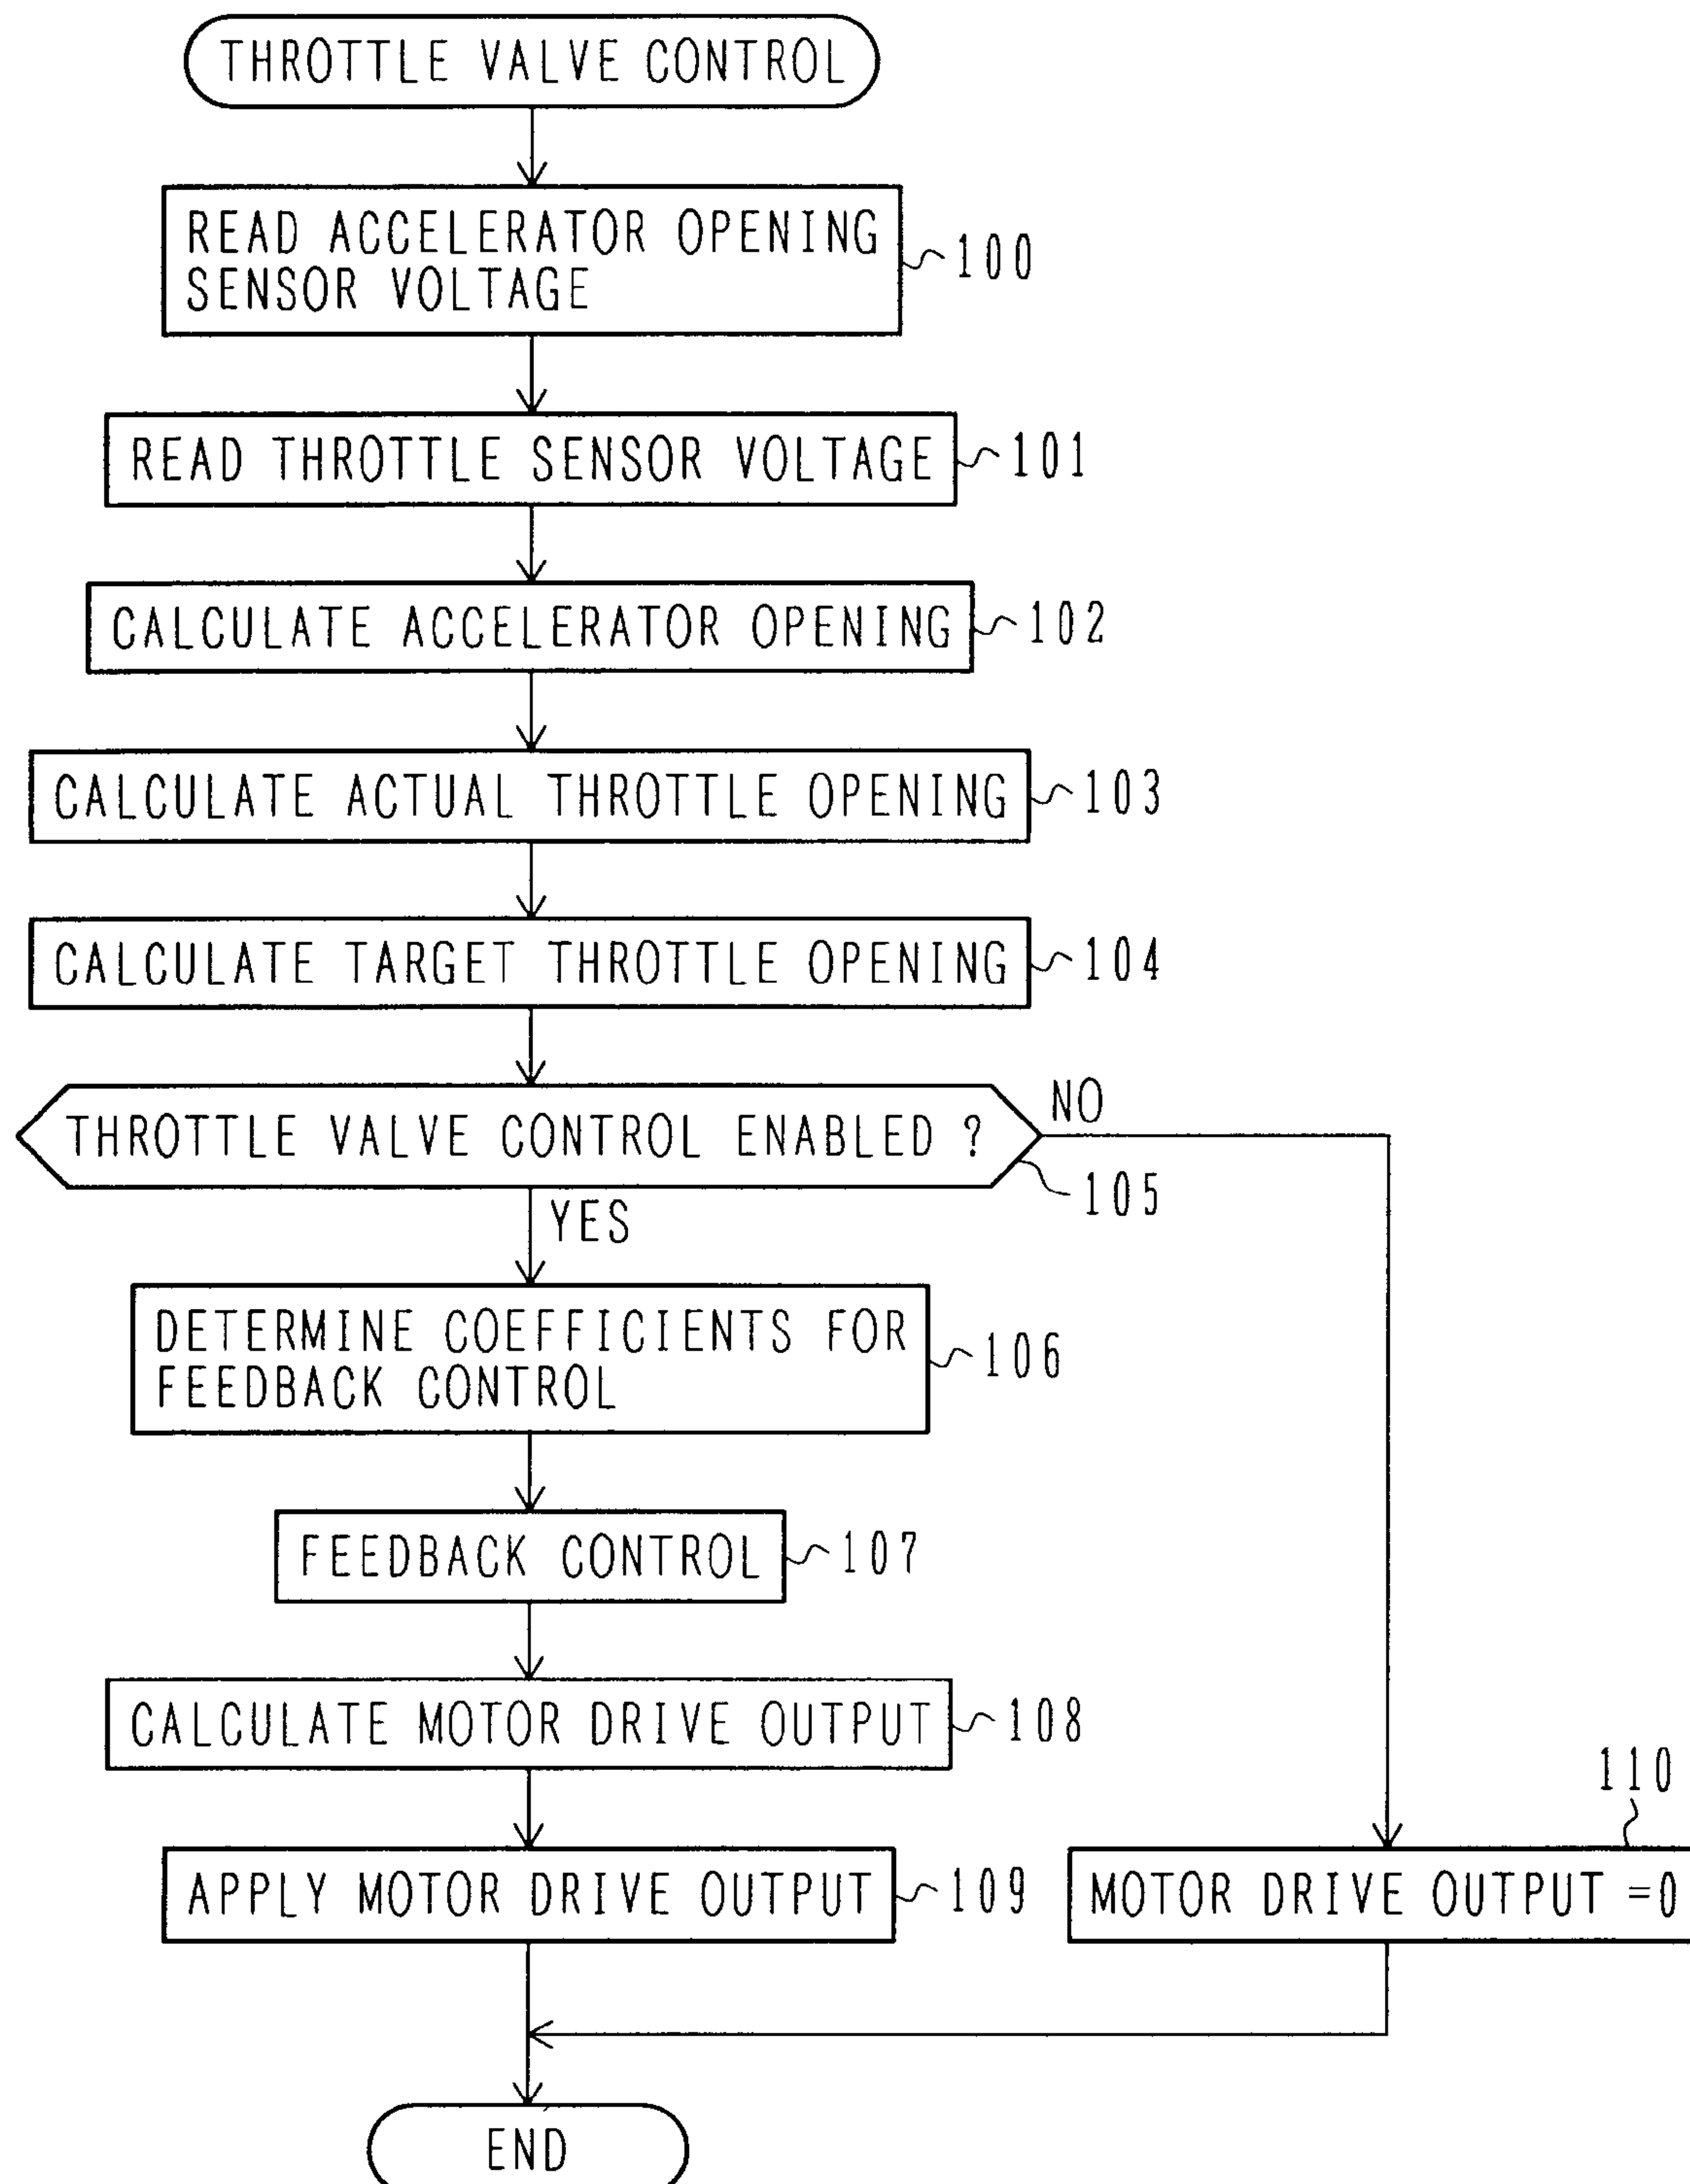 THROTTLE VALVE CONTROL
READ ACCELERATOR OPENING
SENSOR VOLTAGE
100
READ THROTTLE SENSOR VOLTAGE
101
CALCULATE ACCELERATOR OPENING
102
CALCULATE ACTUAL THROTTLE OPENING
103
CALCULATE TARGET THROTTLE OPENING
104
THROTTLE VALVE CONTROL ENABLED ?
NO
105
YES
DETERMINE COEFFICIENTS FOR
FEEDBACK CONTROL
106
FEEDBACK CONTROL
107
CALCULATE MOTOR DRIVE OUTPUT
108
APPLY MOTOR DRIVE OUTPUT
109
110
MOTOR DRIVE OUTPUT =0
END